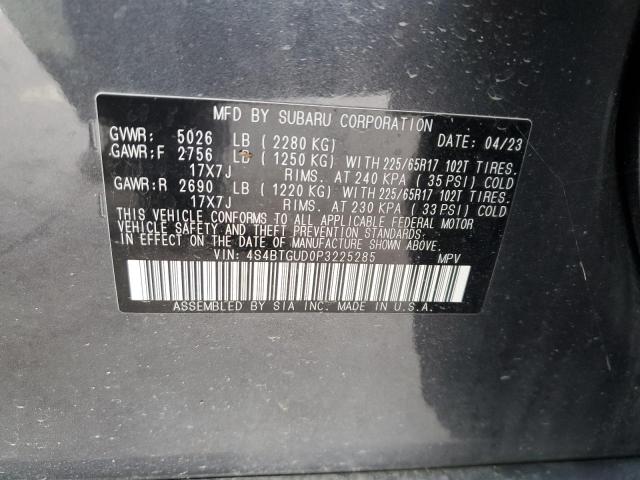 MFD BY SUBARU CORPORATION
GVWR: 5026 LB (2280 KG) DATE: 04/23
GAWR:F 2756 LB (1250 KG) WITH 225/65R17 102T TIRES.
17X7J RIMS. AT 240 KPA (35 PSI) COLD
GAWR:R 2690 LB (1220 KG) WITH 225/65R17 102T TIRES.
17X7J RIMS. AT 230 KPA (33 PSI) COLD
THIS VEHICLE CONFORMS TO ALL APPLICABLE FEDERAL MOTOR
VEHICLE SAFETY AND THEFT PREVENTION STANDARDS
IN EFFECT ON THE DATE OF MANUFACTURE SHOWN ABOVE.
VIN: 4S4BTGUD0P3225285 MPV
ASSEMBLED BY SIA INC. MADE IN U.S.A.